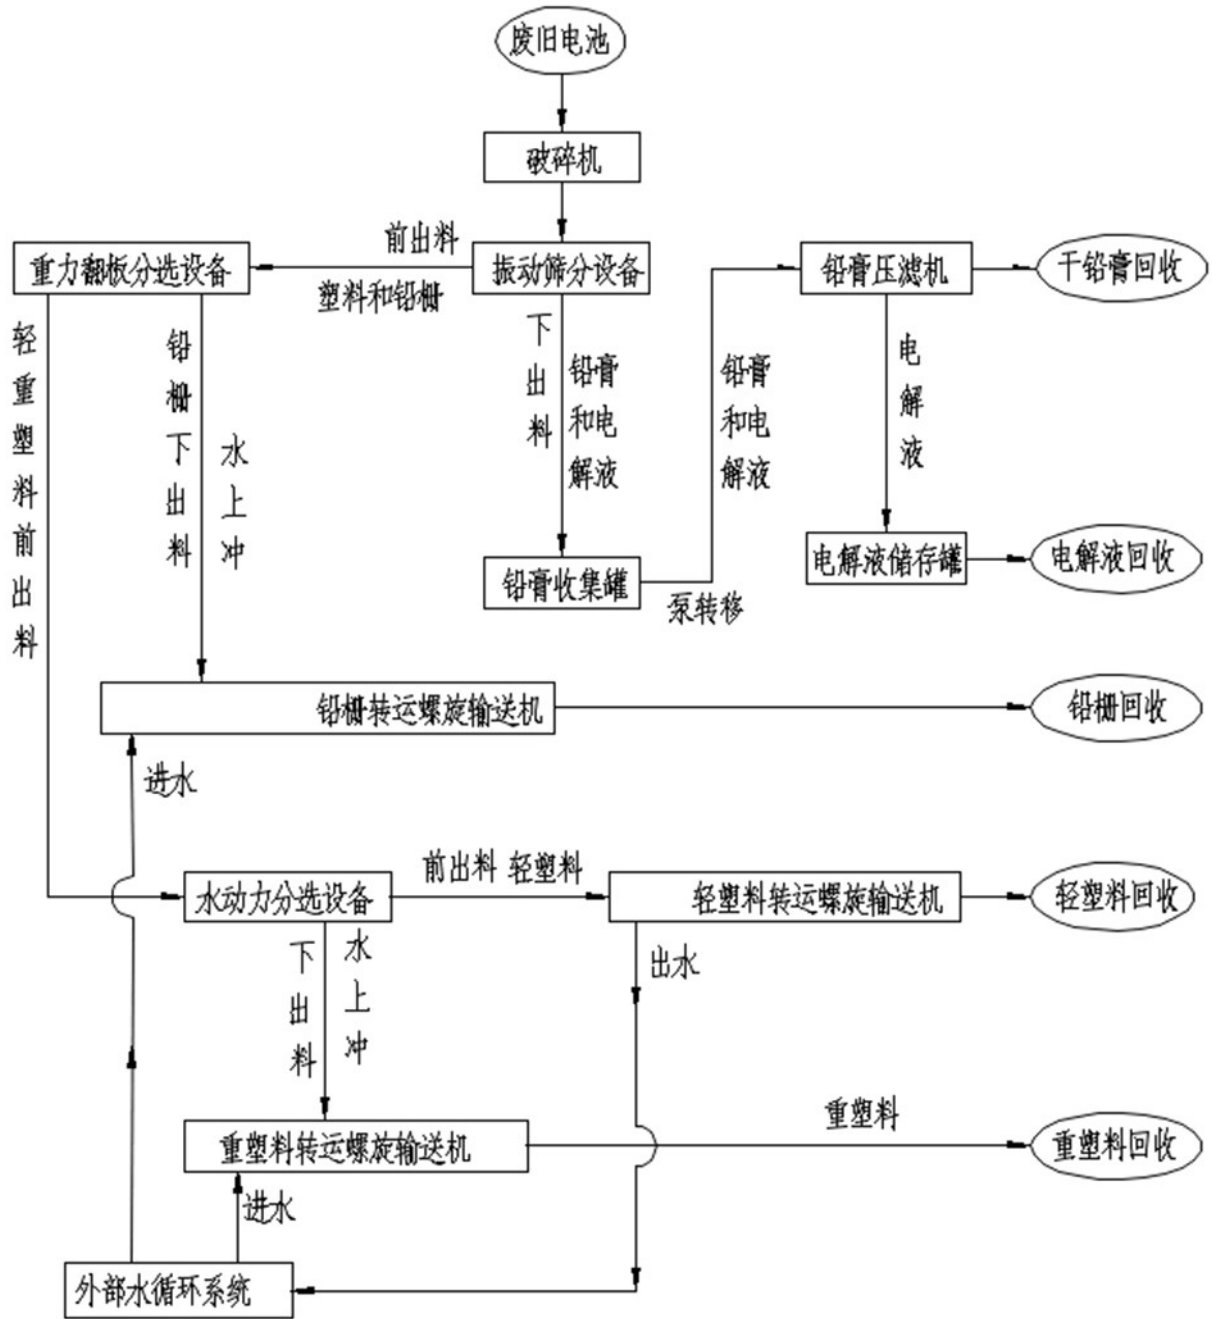 废旧电池
破碎机
前出料
重力翻板分选设备
振动筛分设备
铅膏压滤机
干铅膏回收
塑料和铅栅
轻重塑料前出料
铅栅下出料
水上冲
下出料
铅膏和电解液
铅膏和电解液
电解液
铅膏收集罐
泵转移
电解液储存罐
电解液回收
铅栅转运螺旋输送机
铅栅回收
进水
前出料 轻塑料
水动力分选设备
轻塑料转运螺旋输送机
轻塑料回收
下出料
水上冲
出水
重塑料
重塑料转运螺旋输送机
重塑料回收
进水
外部水循环系统